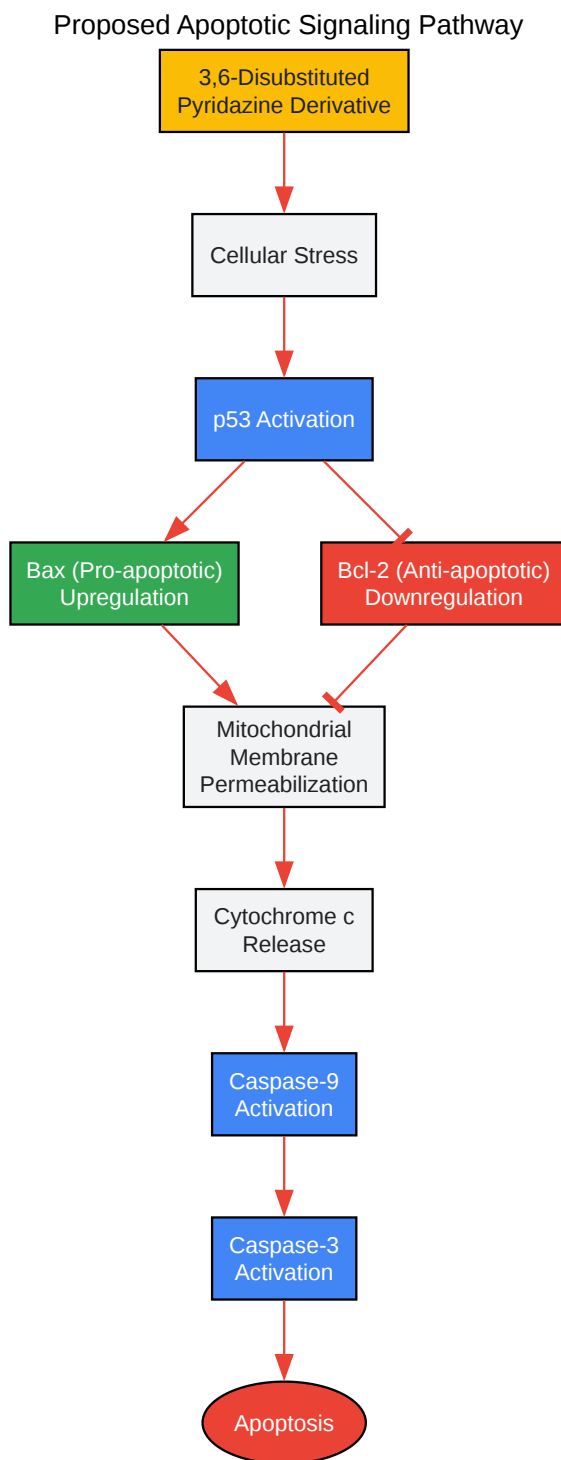 Proposed Apoptotic Signaling Pathway
3,6-Disubstituted
Pyridazine Derivative
Cellular Stress
p53 Activation
Bax (Pro-apoptotic)
Upregulation
Bcl-2 (Anti-apoptotic)
Downregulation
Mitochondrial
Membrane
Permeabilization
Cytochrome c
Release
Caspase-9
Activation
Caspase-3
Activation
Apoptosis